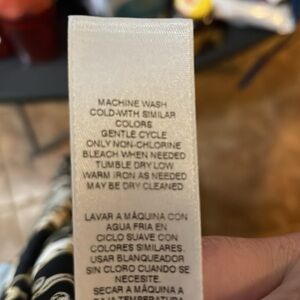 MACHINE WASH
COLD-WITH SIMILAR
COLORS
GENTLE CYCLE
ONLY NON-CHLORINE
BLEACH WHEN NEEDED
TUMBLE DRY LOW
WARM IRON AS NEEDED
MAY BE DRY CLEANED
LAVAR A MÁQUINA CON
AGUA FRIA EN
CICLO SUAVE CON
COLORES SIMILARES.
USAR BLANQUEADOR
SIN CLORO CUANDO SE
NECESITE.
SECAR A MÁQUINA A
BAJA TEMPERATURA